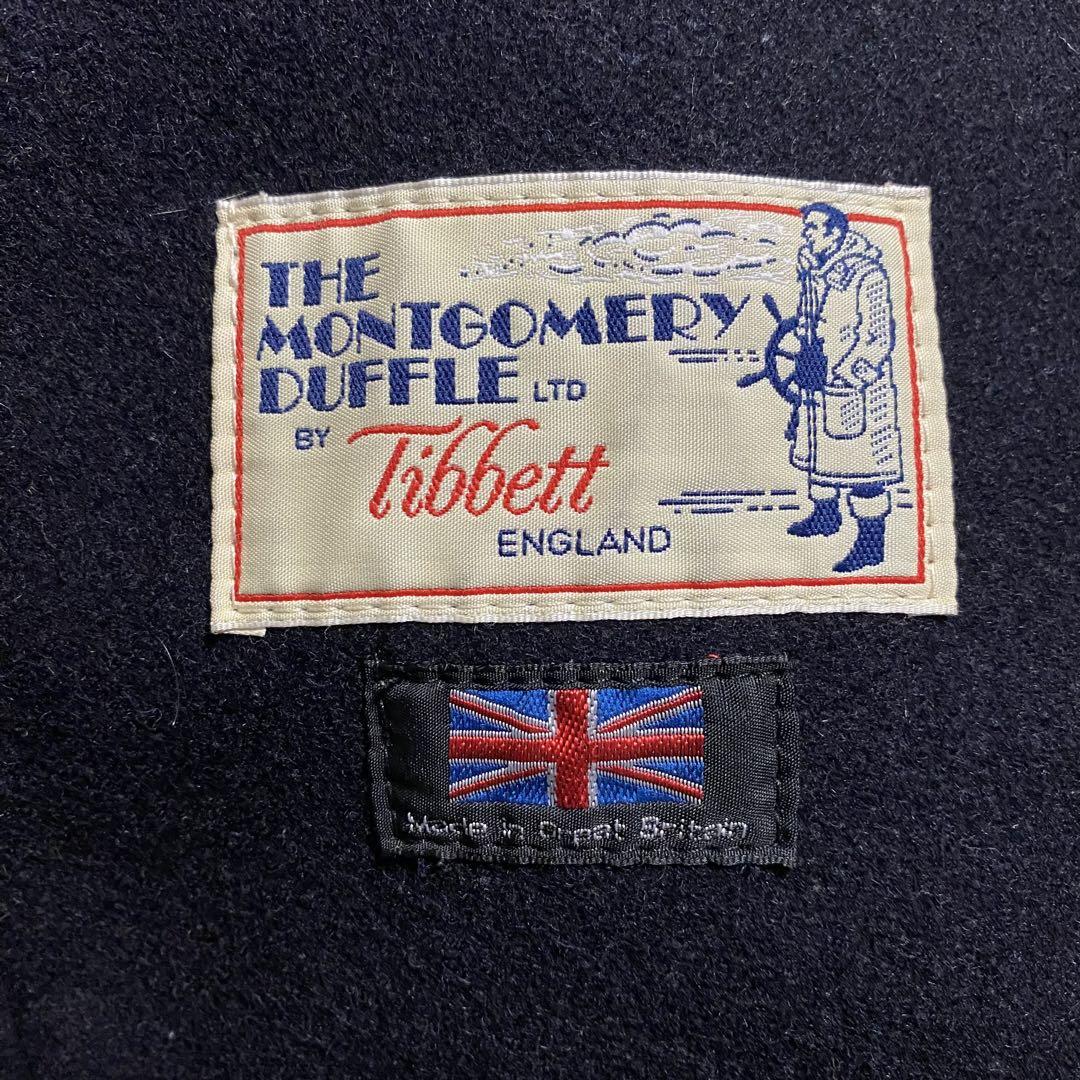 THE
MONTGOMERY
DUFFLE LTD
BY Tibbett
ENGLAND
Made in Great Britain